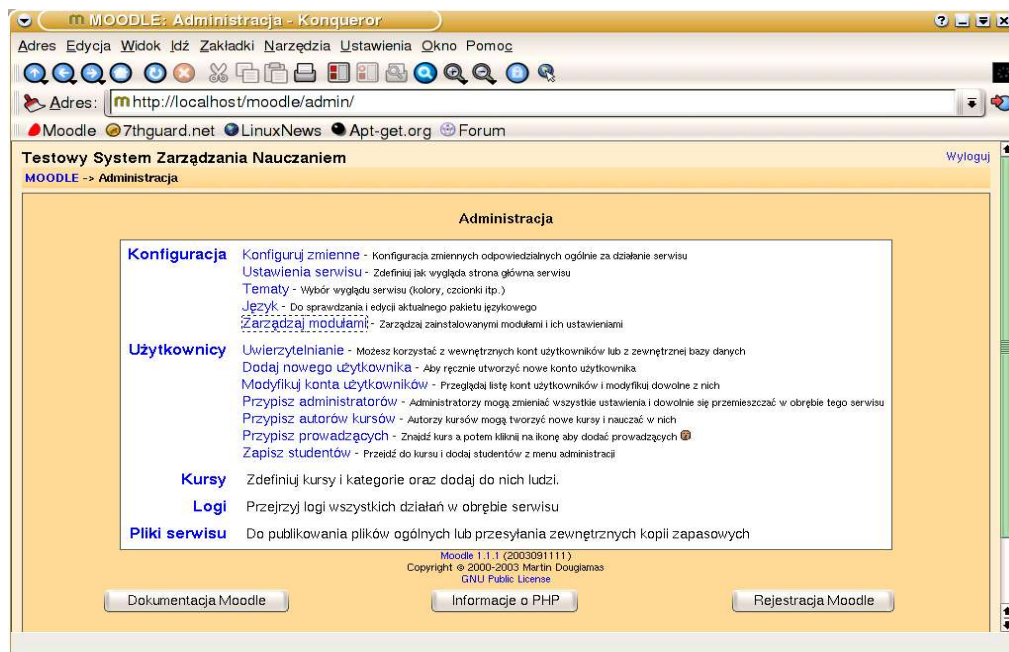 MOODLE: Administracja - Konqueror
Adres Edycja Widok Idź Zakładki Narzędzia Ustawienia Okno Pomoc
Adres: http://localhost/moodle/admin/
Moodle 7thguard.net LinuxNews Apt-get.org Forum
Testowy System Zarządzania Nauczaniem Wyloguj
MOODLE -> Administracja
Administracja
Konfiguracja Konfiguruj zmienne - Konfiguracja zmiennych odpowiedzialnych ogólnie za działanie serwisu
Ustawienia serwisu - Zdefiniuj jak wygląda strona główna serwisu
Tematy - Wybór wyglądu serwisu (kolory, czcionki itp.)
Język - Do sprawdzania i edycji aktualnego pakietu językowego
Zarządzaj modułami - Zarządzaj zainstalowanymi modułami i ich ustawieniami
Użytkownicy Uwierzytelnianie - Możesz korzystać z wewnętrznych kont użytkowników lub z zewnętrznej bazy danych
Dodaj nowego użytkownika - Aby ręcznie utworzyć nowe konto użytkownika
Modyfikuj konta użytkowników - Przeglądaj listę kont użytkowników i modyfikuj dowolne z nich
Przypisz administratorów - Administratorzy mogą zmieniać wszystkie ustawienia i dowolnie się przemieszczać w obrębie tego serwisu
Przypisz autorów kursów - Autorzy kursów mogą tworzyć nowe kursy i nauczać w nich
Przypisz prowadzących - Znajdź kurs a potem kliknij na ikonę aby dodać prowadzących
Zapisz studentów - Przejdź do kursu i dodaj studentów z menu administracji
Kursy Zdefiniuj kursy i kategorie oraz dodaj do nich ludzi.
Logi Przejrzyj logi wszystkich działań w obrębie serwisu
Pliki serwisu Do publikowania plików ogólnych lub przesyłania zewnętrznych kopii zapasowych
Moodle 1.1.1 (2003091111)
Copyright © 2000-2003 Martin Dougiamas
GNU Public License
Dokumentacja Moodle Informacje o PHP Rejestracja Moodle